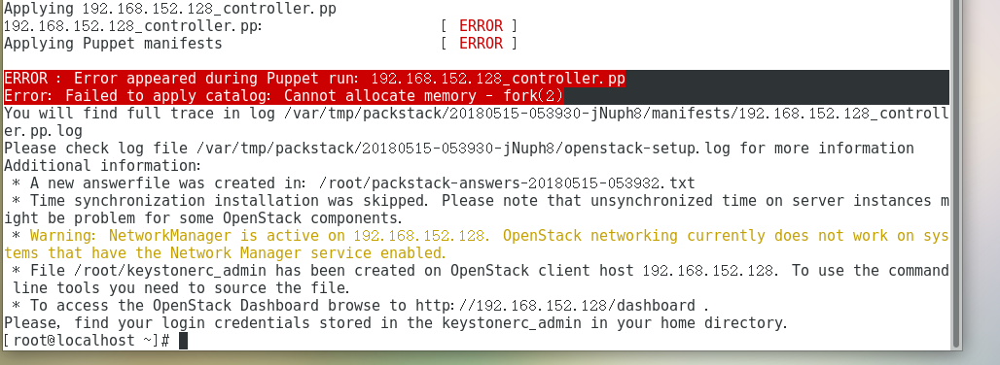 Applying 192.168.152.128_controller.pp
192.168.152.128_controller.pp: [ ERROR ]
Applying Puppet manifests [ ERROR ]
ERROR : Error appeared during Puppet run: 192.168.152.128_controller.pp
Error: Failed to apply catalog: Cannot allocate memory - fork(2)
You will find full trace in log /var/tmp/packstack/20180515-053930-jNuph8/manifests/192.168.152.128_controll
er.pp.log
Please check log file /var/tmp/packstack/20180515-053930-jNuph8/openstack-setup.log for more information
Additional information:
* A new answerfile was created in: /root/packstack-answers-20180515-053932.txt
* Time synchronization installation was skipped. Please note that unsynchronized time on server instances m
ight be problem for some OpenStack components.
* Warning: NetworkManager is active on 192.168.152.128. OpenStack networking currently does not work on sys
tems that have the Network Manager service enabled.
* File /root/keystonerc_admin has been created on OpenStack client host 192.168.152.128. To use the command
line tools you need to source the file.
* To access the OpenStack Dashboard browse to http://192.168.152.128/dashboard .
Please, find your login credentials stored in the keystonerc_admin in your home directory.
[root@localhost ~]#